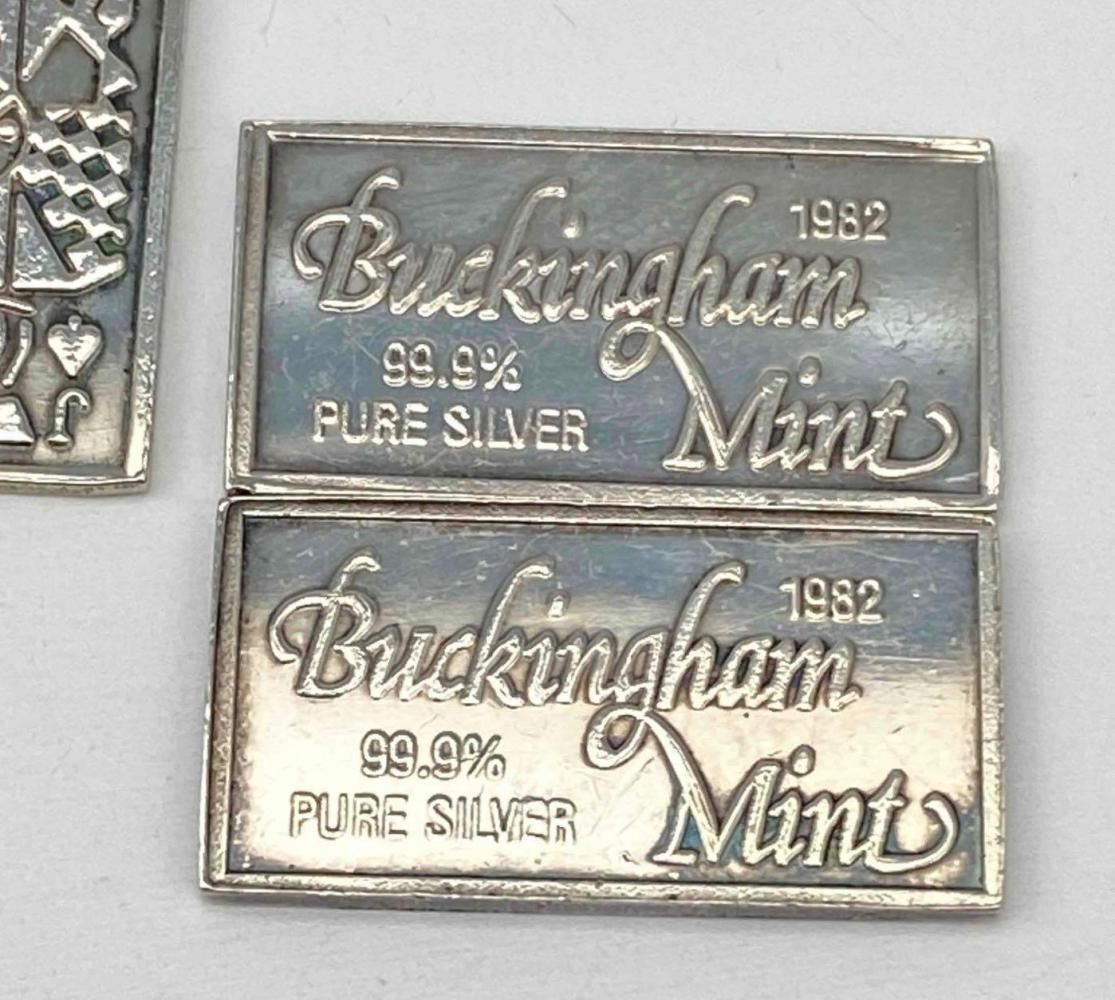 1982
Buckingham
99.9%
PURE SILVER
Mint
1982
Buckingham
99.9%
PURE SILVER
Mint
J